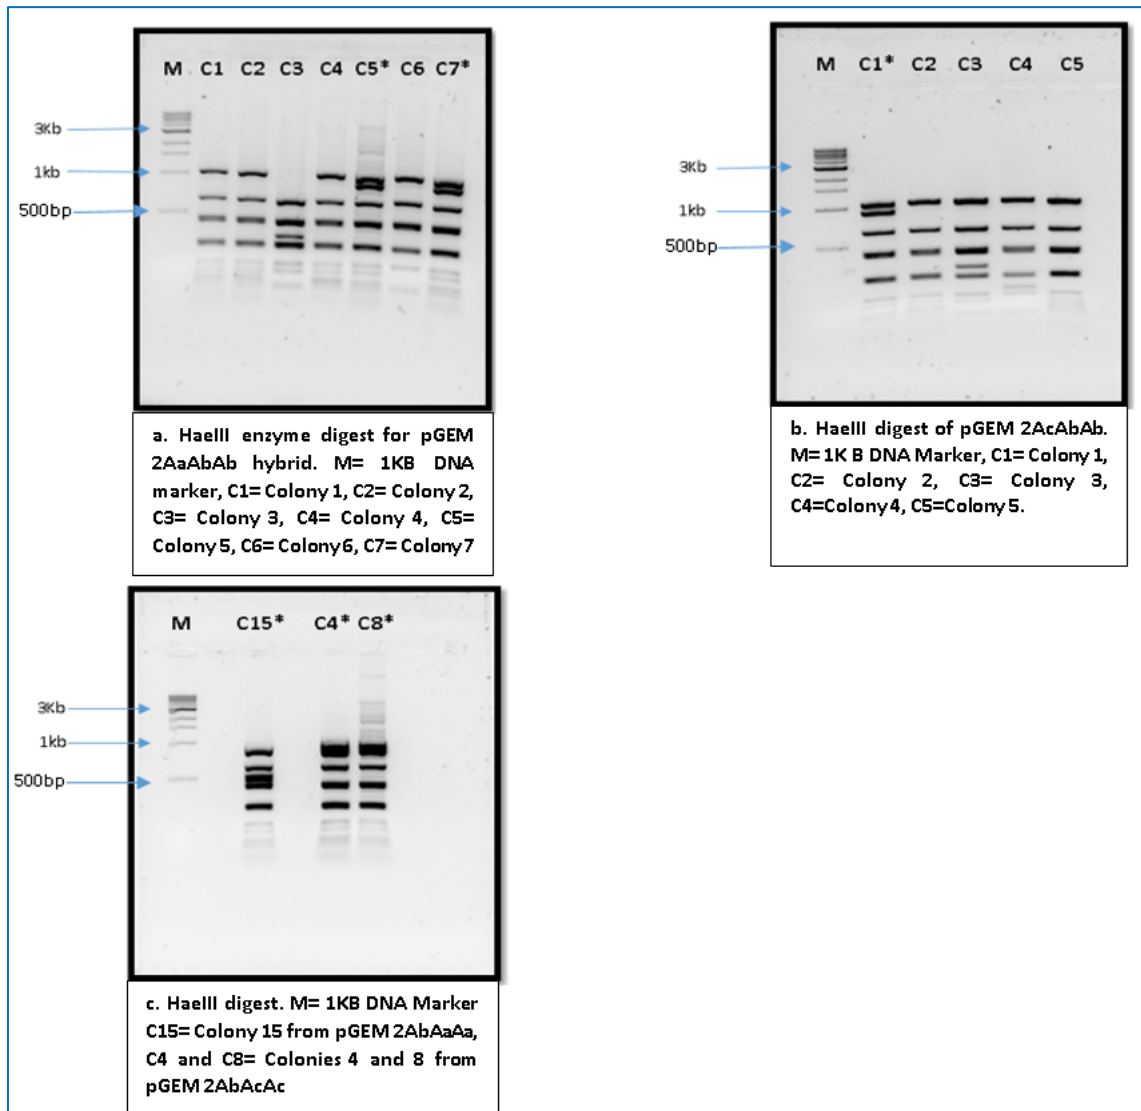 M C1 C2 C3 C4 C5* C6 C7*
3Kb
1kb
500bp
a. HaeIII enzyme digest for pGEM
2AaAbAb hybrid. M= 1KB DNA
marker, C1= Colony 1, C2= Colony 2,
C3= Colony 3, C4= Colony 4, C5=
Colony 5, C6= Colony 6, C7= Colony 7
M C1* C2 C3 C4 C5
3Kb
1kb
500bp
b. HaeIII digest of pGEM 2AcAbAb.
M= 1K B DNA Marker, C1= Colony 1,
C2= Colony 2, C3= Colony 3,
C4=Colony 4, C5=Colony 5.
M C15* C4* C8*
3Kb
1kb
500bp
c. HaeIII digest. M= 1KB DNA Marker
C15= Colony 15 from pGEM 2AbAaAa,
C4 and C8= Colonies 4 and 8 from
pGEM 2AbAcAc